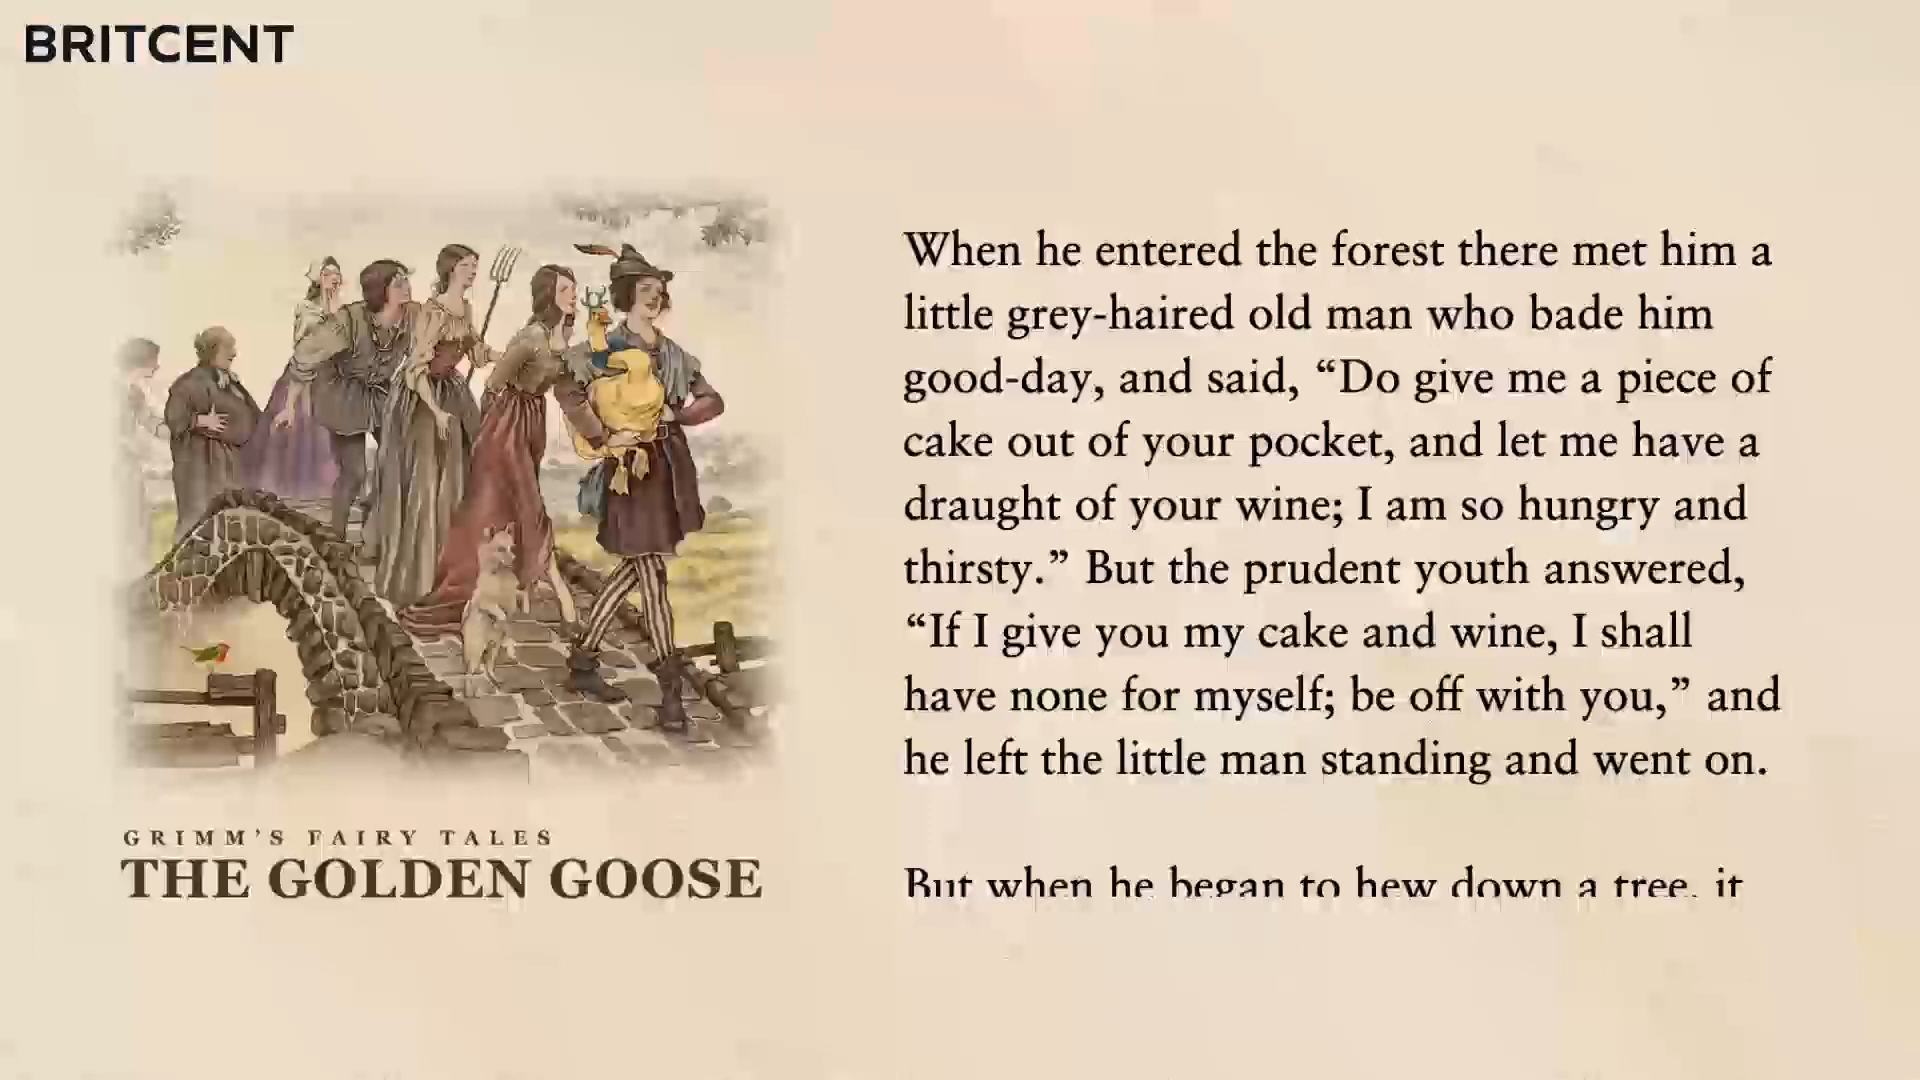 BRITCENT
When he entered the forest there met him a
little grey-haired old man who bade him
good-day, and said, “Do give me a piece of
cake out of your pocket, and let me have a
draught of your wine; I am so hungry and
thirsty.” But the prudent youth answered,
“If I give you my cake and wine, I shall
have none for myself; be off with you,” and
he left the little man standing and went on.
But when he began to hew down a tree, it
GRIMM’S FAIRY TALES
THE GOLDEN GOOSE